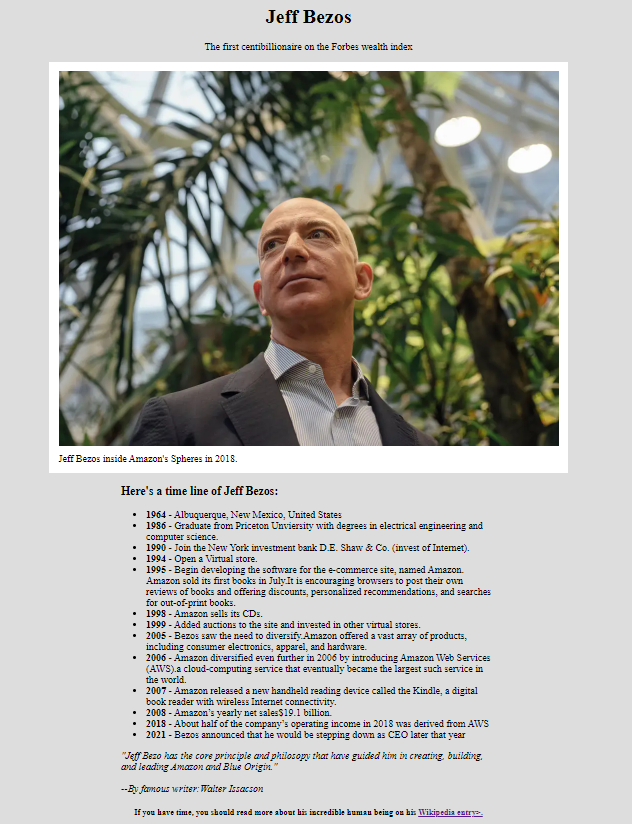 Jeff Bezos
The first centibillionaire on the Forbes wealth index
Jeff Bezos inside Amazon's Spheres in 2018.
Here's a time line of Jeff Bezos:
1964 - Albuquerque, New Mexico, United States
1986 - Graduate from Priceton Unviersity with degrees in electrical engineering and
computer science.
1990 - Join the New York investment bank D.E. Shaw & Co. (invest of Internet).
1994 - Open a Virtual store.
1995 - Begin developing the software for the e-commerce site, named Amazon.
Amazon sold its first books in July.It is encouraging browsers to post their own
reviews of books and offering discounts, personalized recommendations, and searches
for out-of-print books.
1998 - Amazon sells its CDs.
1999 - Added auctions to the site and invested in other virtual stores.
2005 - Bezos saw the need to diversify.Amazon offered a vast array of products,
including consumer electronics, apparel, and hardware.
2006 - Amazon diversified even further in 2006 by introducing Amazon Web Services
(AWS).a cloud-computing service that eventually became the largest such service in
the world.
2007 - Amazon released a new handheld reading device called the Kindle, a digital
book reader with wireless Internet connectivity.
2008 - Amazon’s yearly net sales$19.1 billion.
2018 - About half of the company’s operating income in 2018 was derived from AWS
2021 - Bezos announced that he would be stepping down as CEO later that year
"Jeff Bezo has the core principle and philosopy that have guided him in creating, building,
and leading Amazon and Blue Origin."
--By famous writer:Walter Issacson
If you have time, you should read more about his incredible human being on his Wikipedia entry>.